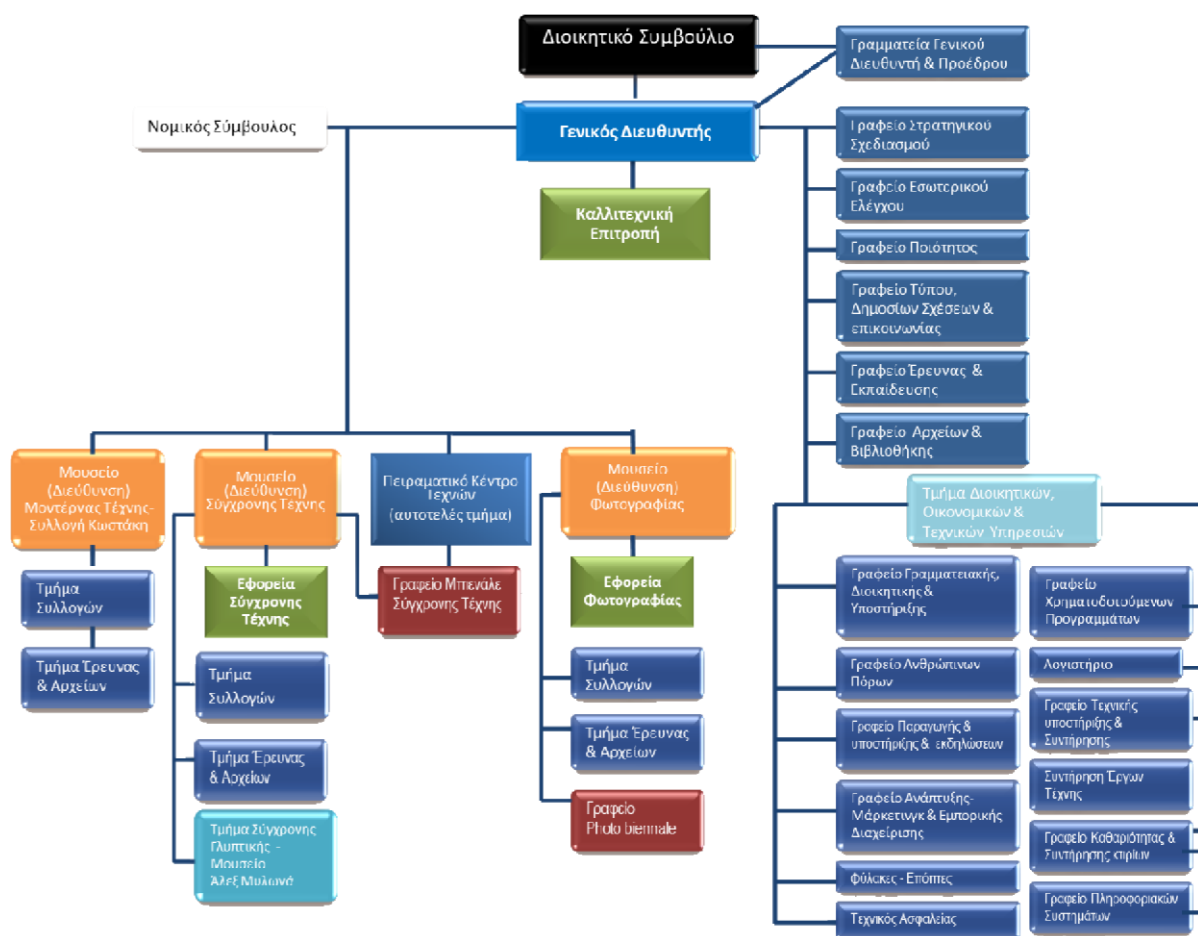 Διοικητικό Συμβούλιο
Γραμματεία Γενικού
Διευθυντή & Προέδρου
Νομικός Σύμβουλος
Γενικός Διευθυντής
Γραφείο Στρατηγικού
Σχεδιασμού
Γραφείο Εσωτερικού
Ελέγχου
Καλλιτεχνική
Επιτροπή
Γραφείο Ποιότητος
Γραφείο Τύπου,
Δημοσίων Σχέσεων &
επικοινωνίας
Γραφείο Έρευνας &
Εκπαίδευσης
Γραφείο Αρχείων &
Βιβλιοθήκης
Μουσείο
(Διεύθυνση)
Μοντέρνας Τέχνης-
Συλλογή Κωστάκη
Μουσείο
(Διεύθυνση)
Σύγχρονης Τέχνης
Πειραματικό Κέντρο
Τεχνών
(αυτοτελές τμήμα)
Μουσείο
(Διεύθυνση)
Φωτογραφίας
Τμήμα Διοικητικών,
Οικονομικών &
Τεχνικών Υπηρεσιών
Τμήμα
Συλλογών
Εφορεία
Σύγχρονης
Τέχνης
Γραφείο Μπενάλε
Σύγχρονης Τέχνης
Εφορεία
Φωτογραφίας
Τμήμα Έρευνας
& Αρχείων
Τμήμα
Συλλογών
Τμήμα Έρευνας
& Αρχείων
Τμήμα Σύγχρονης
Γλυπτικής -
Μουσείο
Άλεξ Μυλωνά
Τμήμα
Συλλογών
Τμήμα Έρευνας
& Αρχείων
Γραφείο
Photo biennale
Γραφείο Γραμματειακής,
Διοικητικής &
Υποστήριξης
Γραφείο Ανθρώπινων
Πόρων
Γραφείο Παραγωγής &
υποστήριξης & εκδηλώσεων
Γραφείο Ανάπτυξης-
Μάρκετινγκ & Εμπορικής
Διαχείρισης
Φύλακες - Επόπτες
Τεχνικός Ασφαλείας
Γραφείο
Χρηματοδοτούμενων
Προγραμμάτων
Λογιστήριο
Γραφείο Τεχνικής
υποστήριξης &
Συντήρησης
Συντήρηση Έργων
Τέχνης
Γραφείο Καθαριότητας &
Συντήρησης κτιρίων
Γραφείο Πληροφοριακών
Συστημάτων